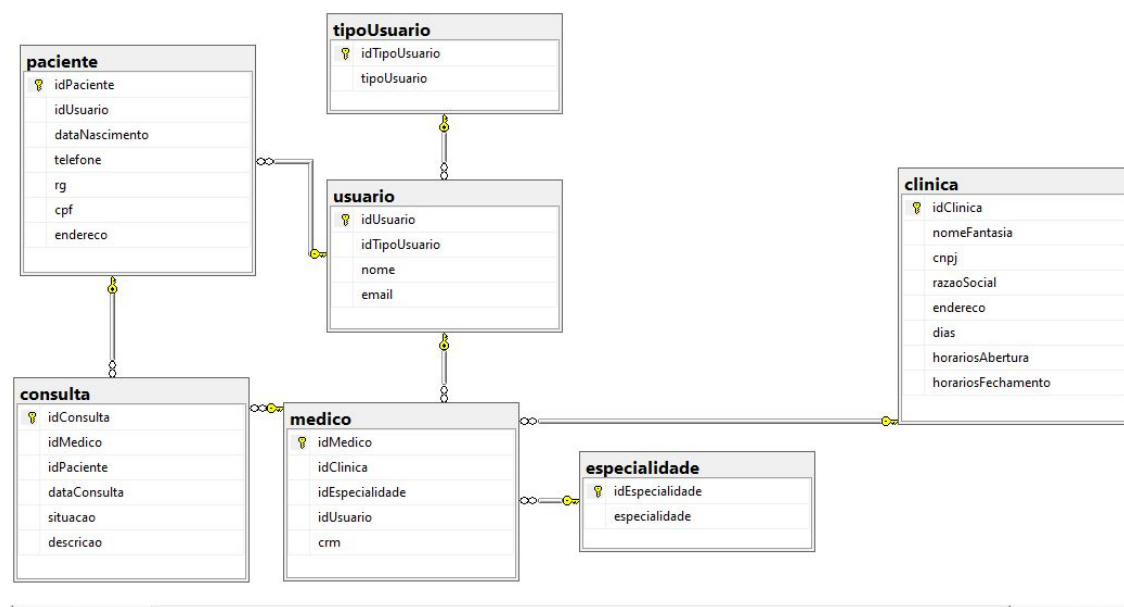 tipoUsuario
idTipoUsuario
tipoUsuario
paciente
idPaciente
idUsuario
dataNascimento
telefone
rg
cpf
endereco
usuario
idUsuario
idTipoUsuario
nome
email
clinica
idClinica
nomeFantasia
cnpj
razaoSocial
endereco
dias
horariosAbertura
horariosFechamento
consulta
idConsulta
idMedico
idPaciente
dataConsulta
situacao
descricao
medico
idMedico
idClinica
idEspecialidade
idUsuario
crm
especialidade
idEspecialidade
especialidade